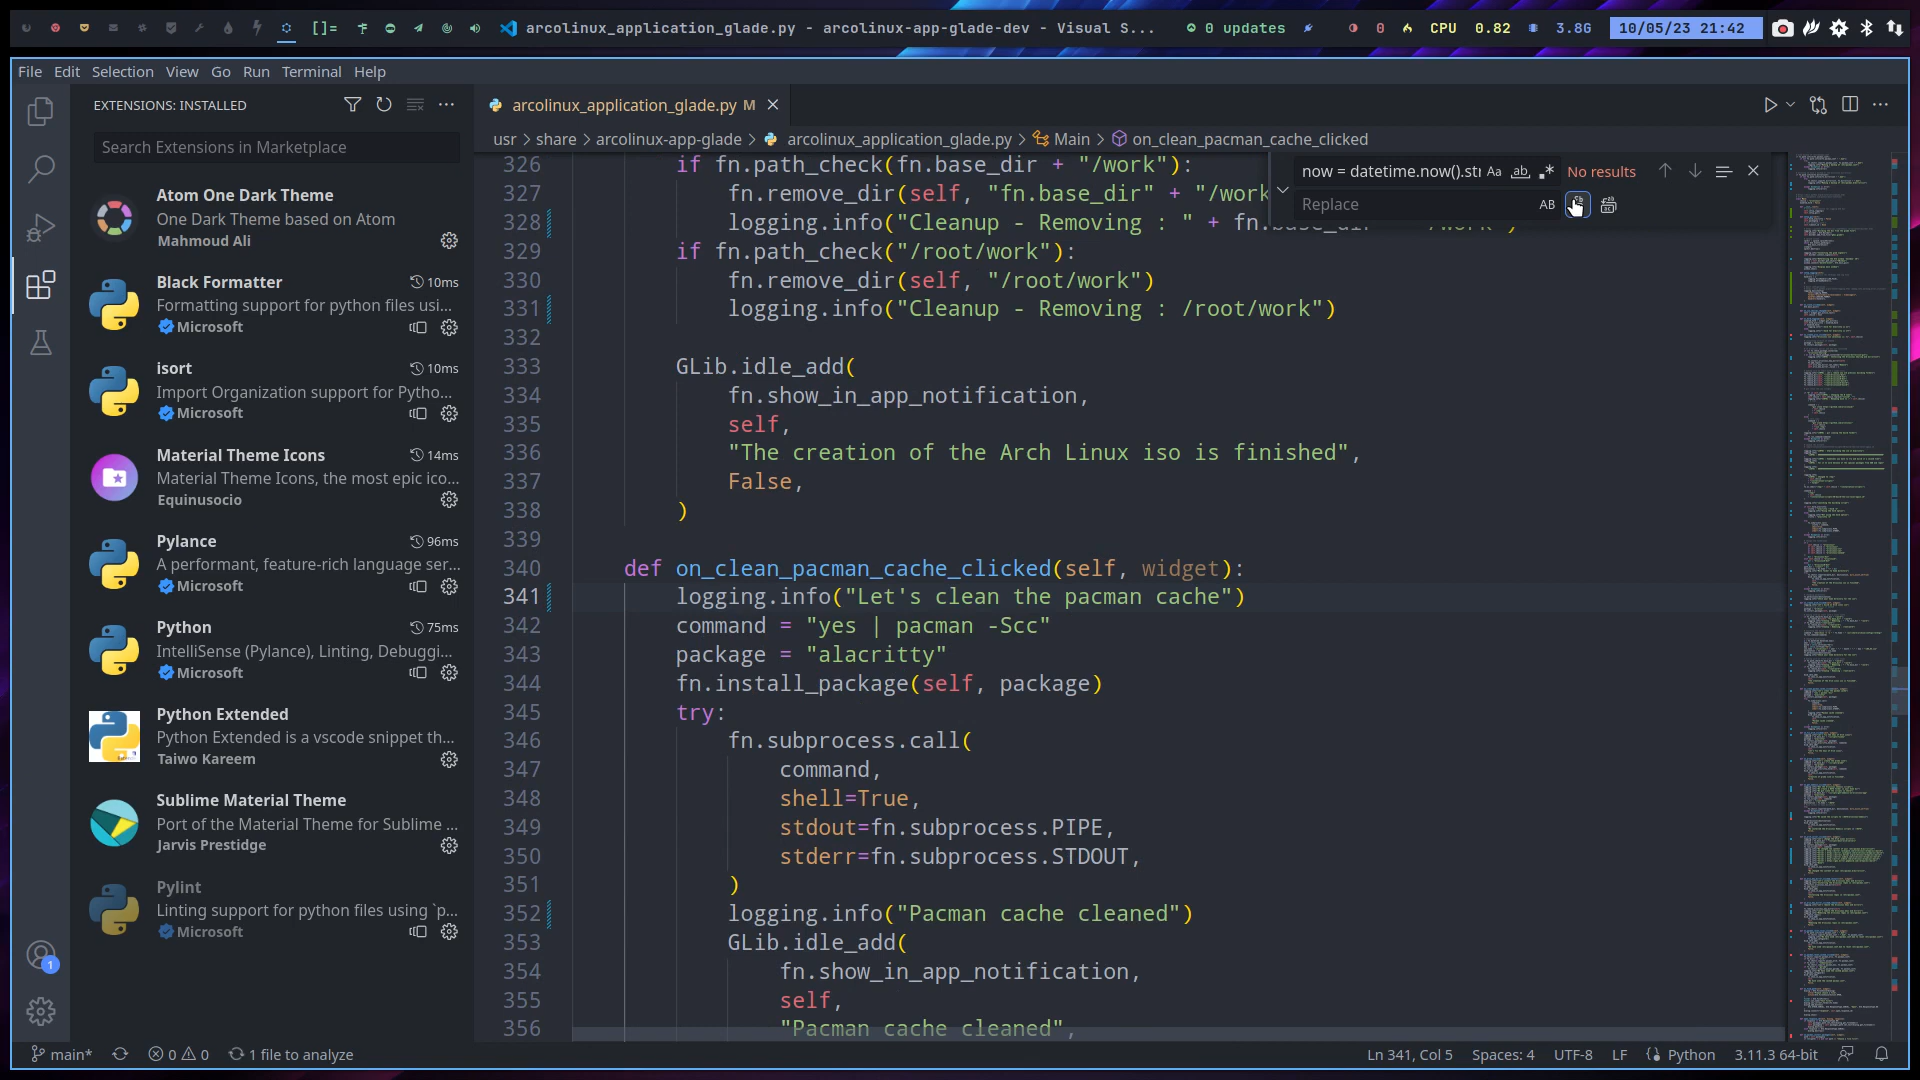 []=
arcolinux_application_glade.py - arcolinux-app-glade-dev - Visual S...
0 updates
0
CPU 0.82
3.8G
10/05/23 21:42
File Edit Selection View Go Run Terminal Help
EXTENSIONS: INSTALLED
Search Extensions in Marketplace
Atom One Dark Theme
One Dark Theme based on Atom
Mahmoud Ali
Black Formatter 10ms
Formatting support for python files usi...
Microsoft
isort 10ms
Import Organization support for Pytho...
Microsoft
Material Theme Icons 14ms
Material Theme Icons, the most epic ico...
Equinusocio
Pylance 96ms
A performant, feature-rich language ser...
Microsoft
Python 75ms
IntelliSense (Pylance), Linting, Debuggi...
Microsoft
Python Extended
Python Extended is a vscode snippet th...
Taiwo Kareem
Sublime Material Theme
Port of the Material Theme for Sublime ...
Jarvis Prestidge
Pylint
Linting support for python files using `p...
Microsoft
1
arcolinux_application_glade.py M
usr > share > arcolinux-app-glade > arcolinux_application_glade.py > Main > on_clean_pacman_cache_clicked
now = datetime.now().str Aa ab .* No results
Replace AB
326 if fn.path_check(fn.base_dir + "/work"):
327 fn.remove_dir(self, "fn.base_dir" + "/work
328 logging.info("Cleanup - Removing : " + fn.base_dir + "/work")
329 if fn.path_check("/root/work"):
330 fn.remove_dir(self, "/root/work")
331 logging.info("Cleanup - Removing : /root/work")
332
333 GLib.idle_add(
334 fn.show_in_app_notification,
335 self,
336 "The creation of the Arch Linux iso is finished",
337 False,
338 )
339
340 def on_clean_pacman_cache_clicked(self, widget):
341 logging.info("Let's clean the pacman cache")
342 command = "yes | pacman -Scc"
343 package = "alacritty"
344 fn.install_package(self, package)
345 try:
346 fn.subprocess.call(
347 command,
348 shell=True,
349 stdout=fn.subprocess.PIPE,
350 stderr=fn.subprocess.STDOUT,
351 )
352 logging.info("Pacman cache cleaned")
353 GLib.idle_add(
354 fn.show_in_app_notification,
355 self,
356 "Pacman cache cleaned",
main* 0 0 1 file to analyze
Ln 341, Col 5 Spaces: 4 UTF-8 LF Python 3.11.3 64-bit